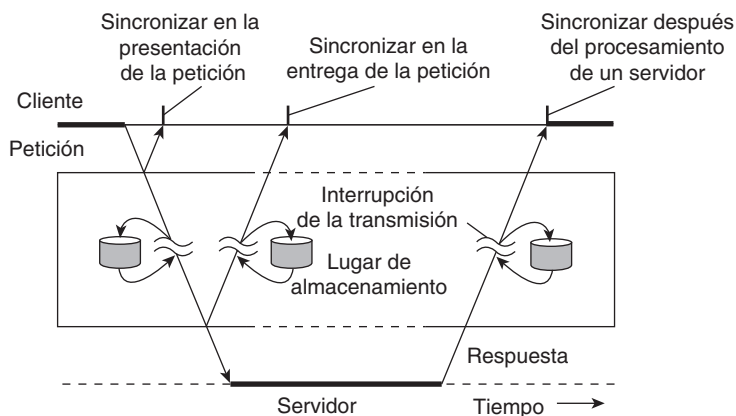 Sincronizar en la
presentación
de la petición
Sincronizar en la
entrega de la petición
Sincronizar después
del procesamiento
de un servidor
Cliente
Petición
Interrupción
de la transmisión
Lugar de
almacenamiento
Respuesta
Servidor
Tiempo